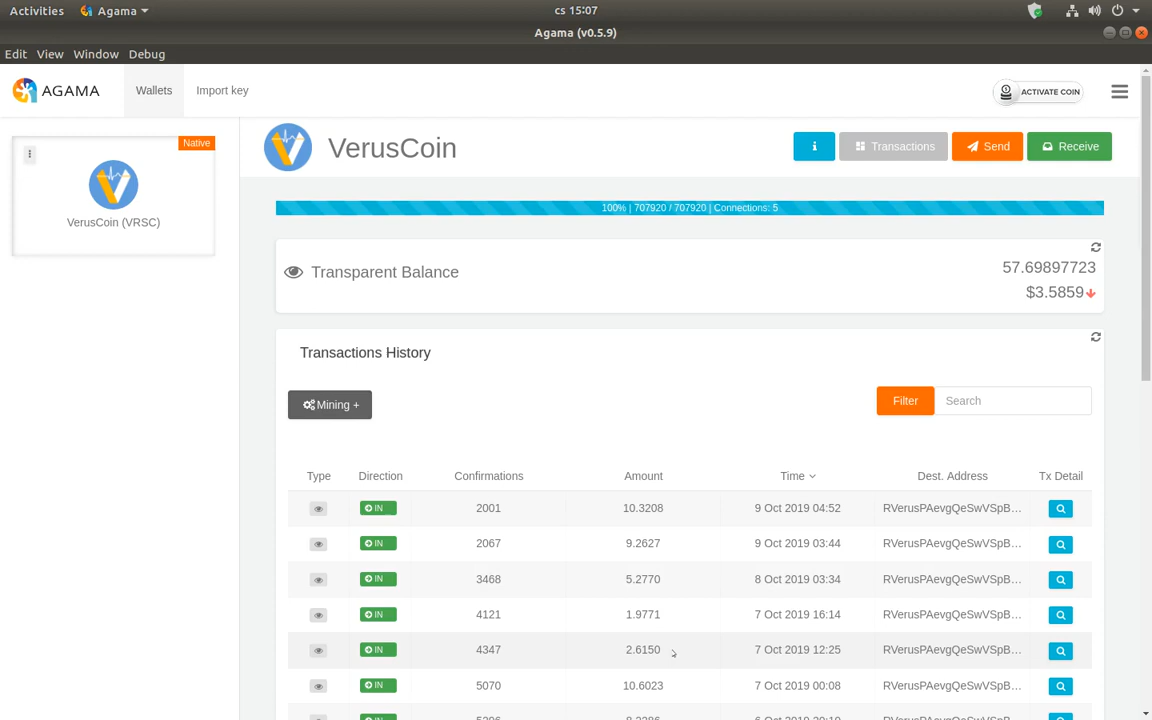 Activities Agama cs 15:07
Agama (v0.5.9)
Edit View Window Debug
AGAMA Wallets Import key ACTIVATE COIN
Native
VerusCoin (VRSC)
VerusCoin
i Transactions Send Receive
100% | 707920 / 707920 | Connections: 5
Transparent Balance 57.69897723
$3.5859
Transactions History
Mining +
Filter Search
Type Direction Confirmations Amount Time Dest. Address Tx Detail
IN 2001 10.3208 9 Oct 2019 04:52 RVerusPAevgQeSwVSpB...
IN 2067 9.2627 9 Oct 2019 03:44 RVerusPAevgQeSwVSpB...
IN 3468 5.2770 8 Oct 2019 03:34 RVerusPAevgQeSwVSpB...
IN 4121 1.9771 7 Oct 2019 16:14 RVerusPAevgQeSwVSpB...
IN 4347 2.6150 7 Oct 2019 12:25 RVerusPAevgQeSwVSpB...
IN 5070 10.6023 7 Oct 2019 00:08 RVerusPAevgQeSwVSpB...